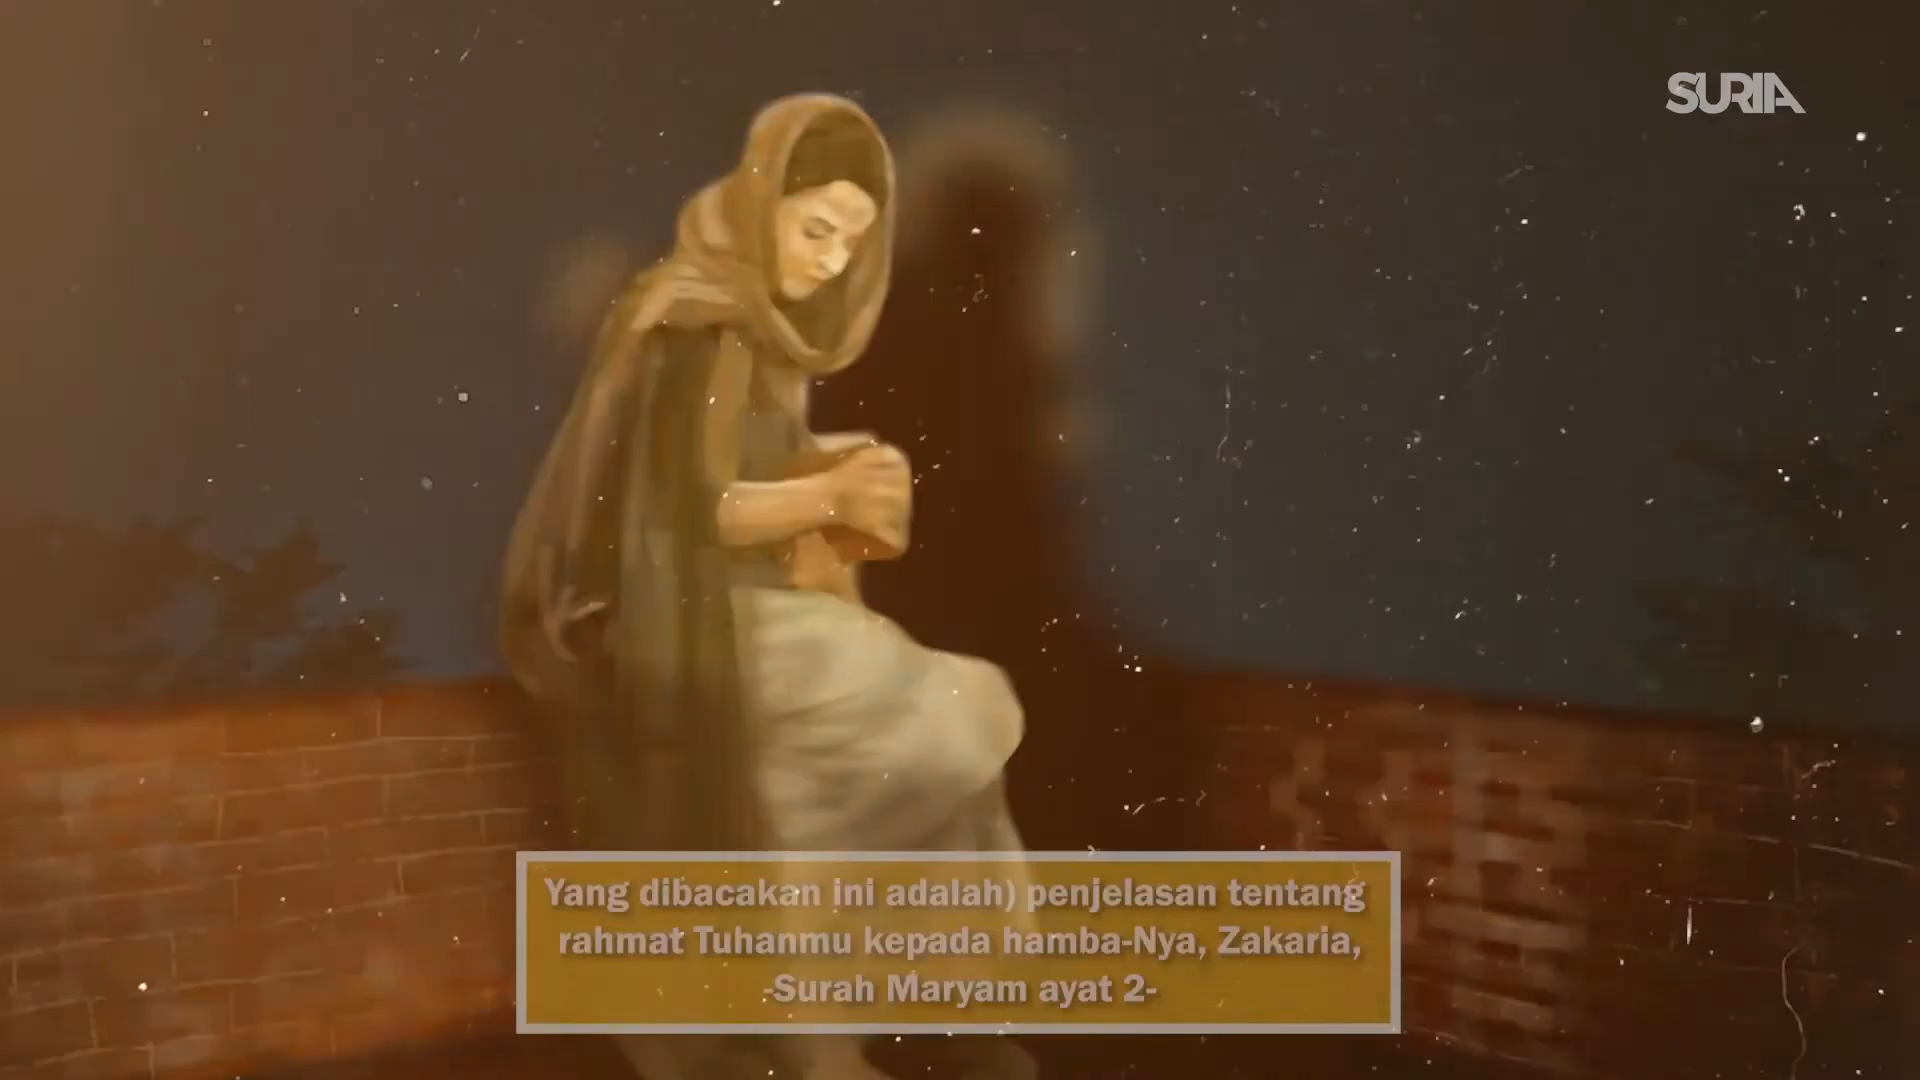 SURIA
Yang dibacakan ini adalah) penjelasan tentang
rahmat Tuhanmu kepada hamba-Nya, Zakaria,
-Surah Maryam ayat 2-